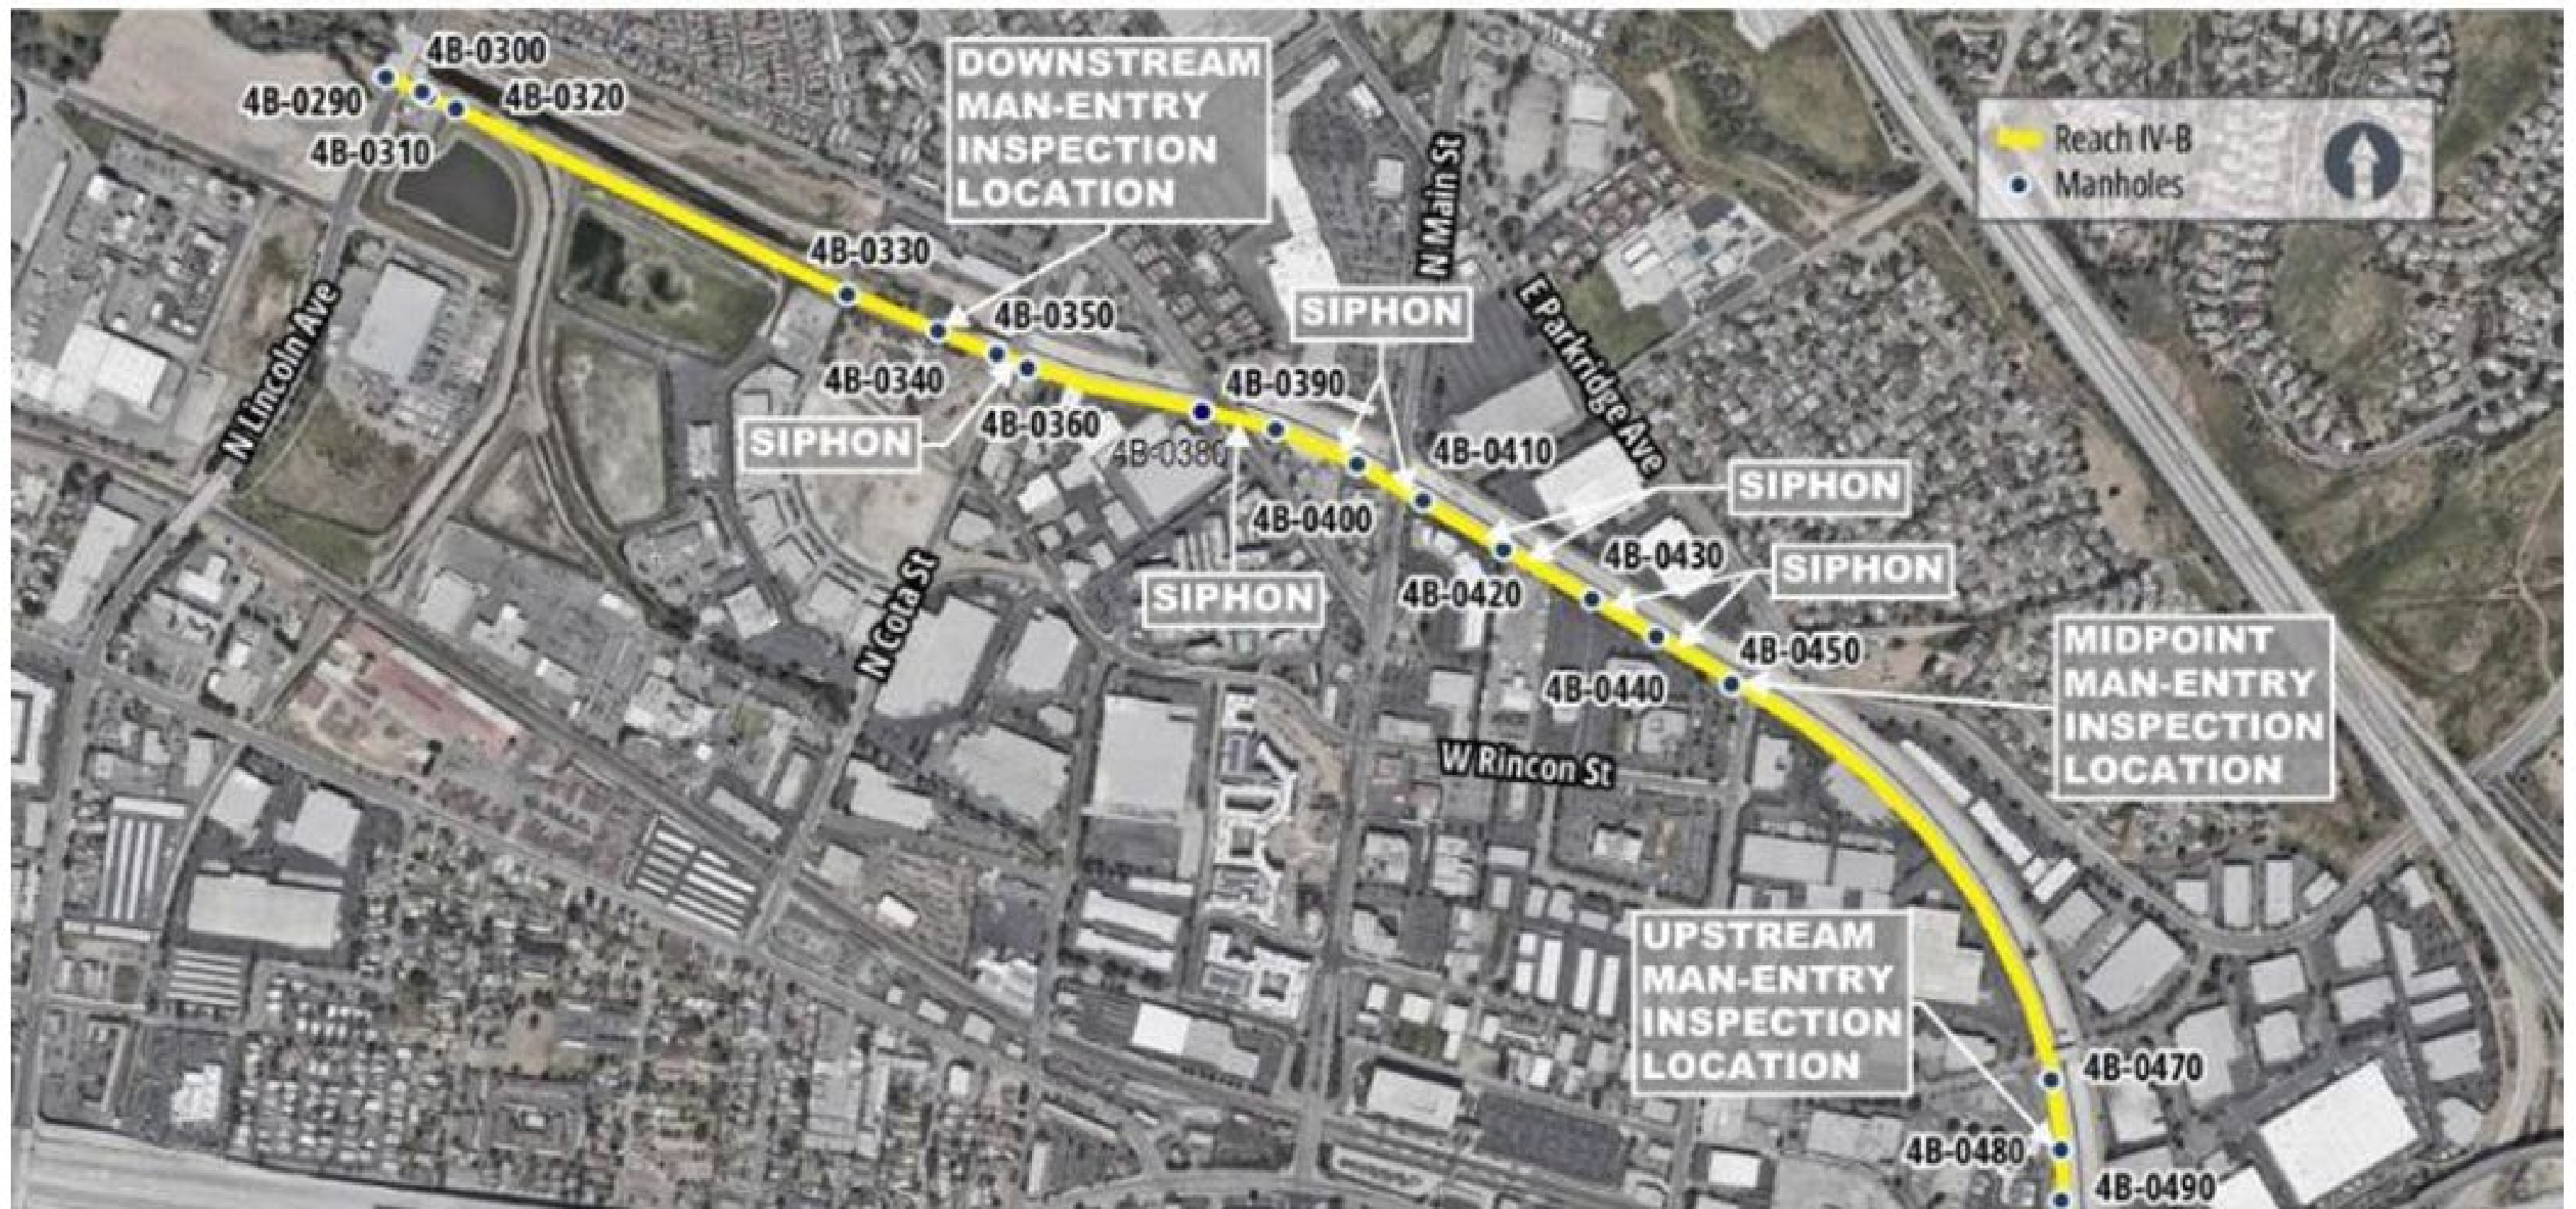 4B-0300
4B-0290
4B-0320
4B-0310
DOWNSTREAM
MAN-ENTRY
INSPECTION
LOCATION
Reach IV-B
Manholes
N Main St
4B-0330
N Lincoln Ave
E Parkridge Ave
SIPHON
4B-0350
4B-0340
4B-0390
4B-0360
SIPHON
4B-0380
4B-0410
SIPHON
4B-0400
4B-0430
SIPHON
4B-0420
SIPHON
N Cota St
4B-0450
4B-0440
MIDPOINT
MAN-ENTRY
INSPECTION
LOCATION
W Rincon St
UPSTREAM
MAN-ENTRY
INSPECTION
LOCATION
4B-0470
4B-0480
4B-0490